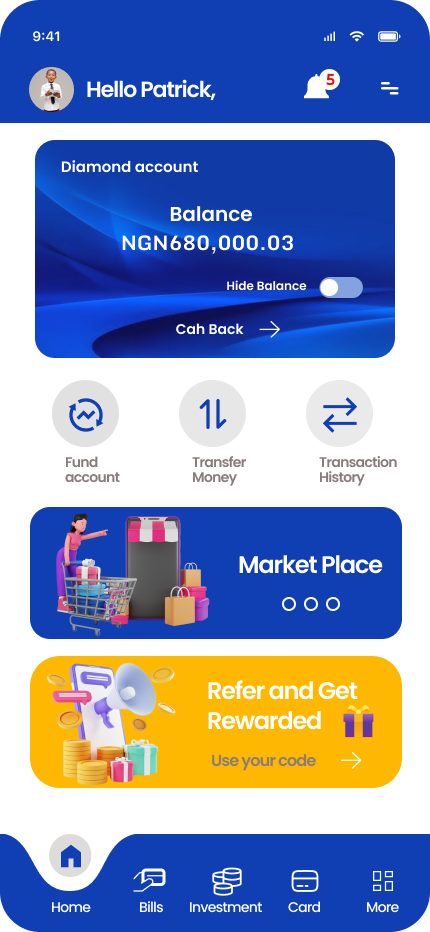 9:41
Hello Patrick,
5
Diamond account
Balance
NGN680,000.03
Hide Balance
Cah Back
Fund
account
Transfer
Money
Transaction
History
Market Place
Refer and Get
Rewarded
Use your code
Home
Bills
Investment
Card
More